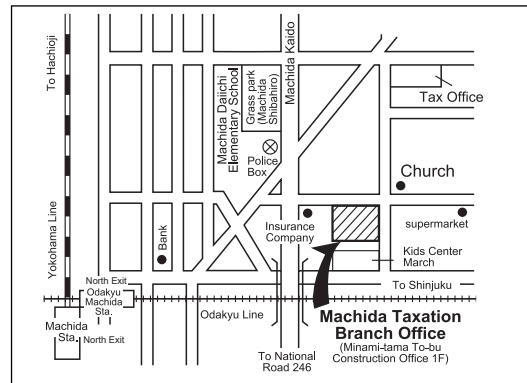 To Hachioji
Yokohama Line
Machida Daiichi
Elementary School
Grass park
(Machida
Shibahiro)
Machida Kaido
Tax Office
Police
Box
Church
Bank
Insurance
Company
supermarket
Kids Center
March
North Exit
Odakyu
Machida
Sta.
Machida
Sta.
North Exit
Odakyu Line
To Shinjuku
To National
Road 246
Machida Taxation
Branch Office
(Minami-tama To-bu
Construction Office 1F)